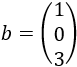 b = (1
0
3)